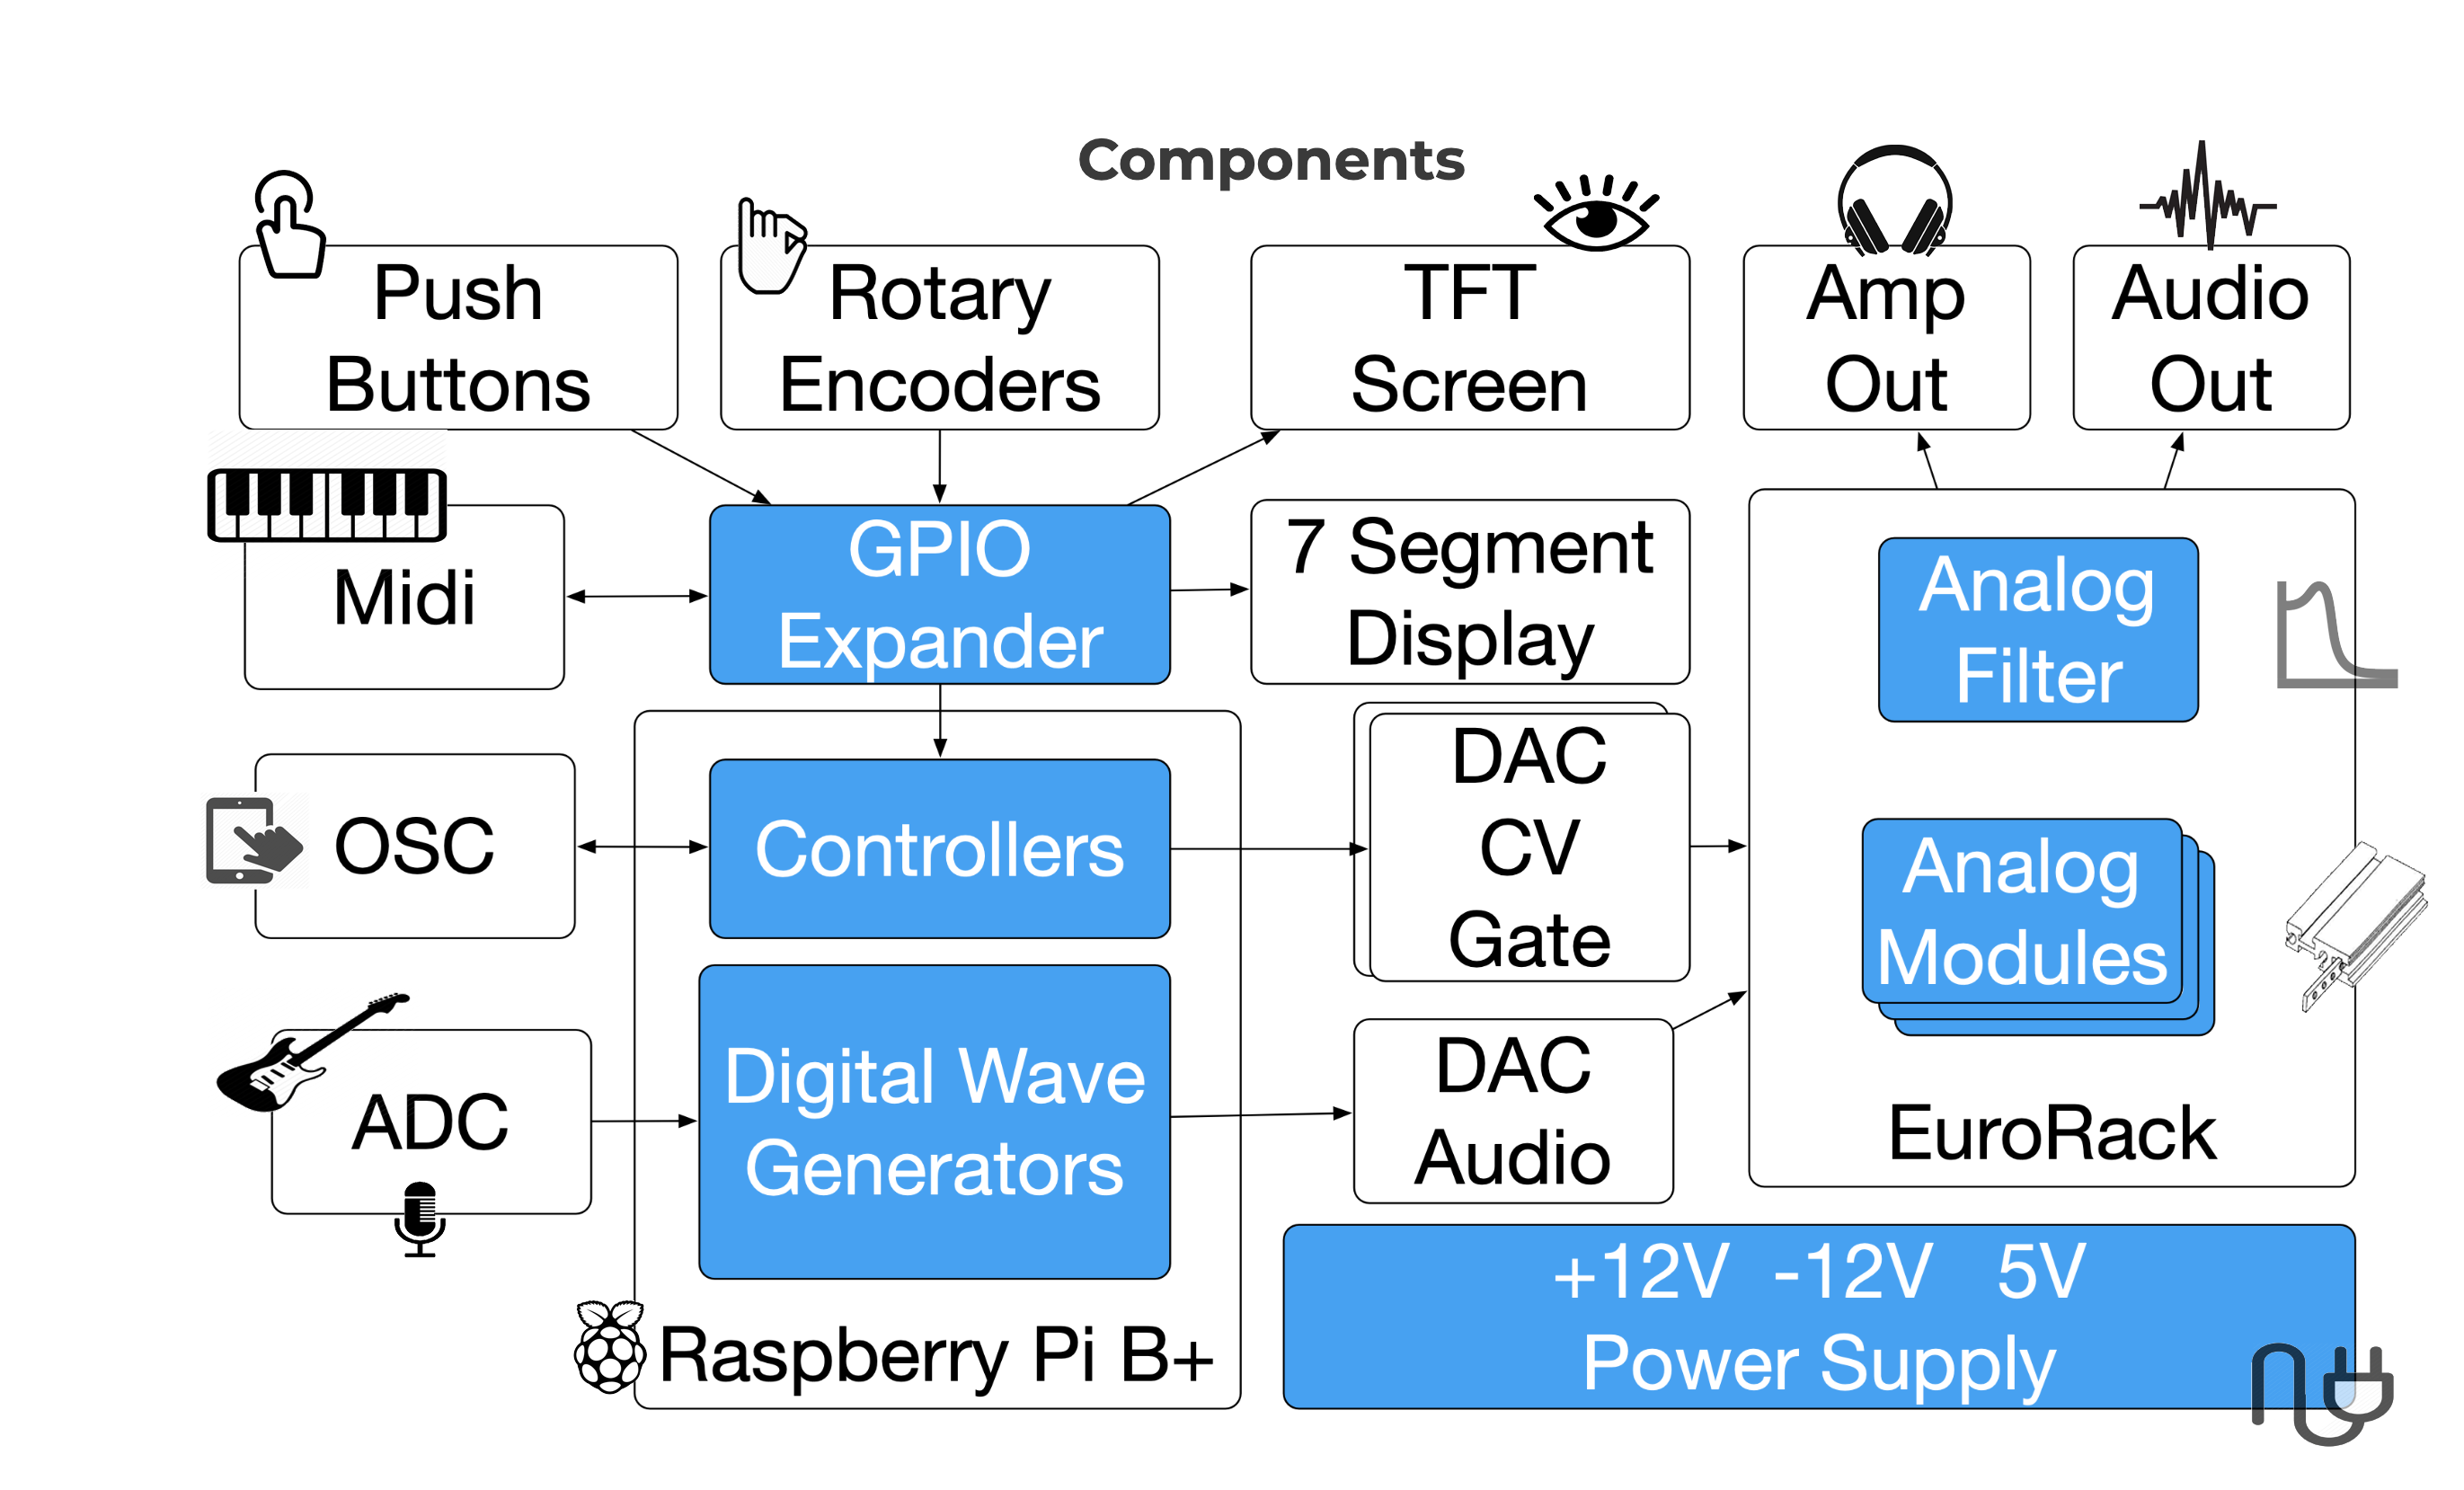 Components
Push
Buttons
Rotary
Encoders
TFT
Screen
Amp
Out
Audio
Out
Midi
GPIO
Expander
7 Segment
Display
Analog
Filter
OSC
Controllers
DAC
CV
Gate
Analog
Modules
ADC
Digital Wave
Generators
DAC
Audio
EuroRack
Raspberry Pi B+
+12V -12V 5V
Power Supply